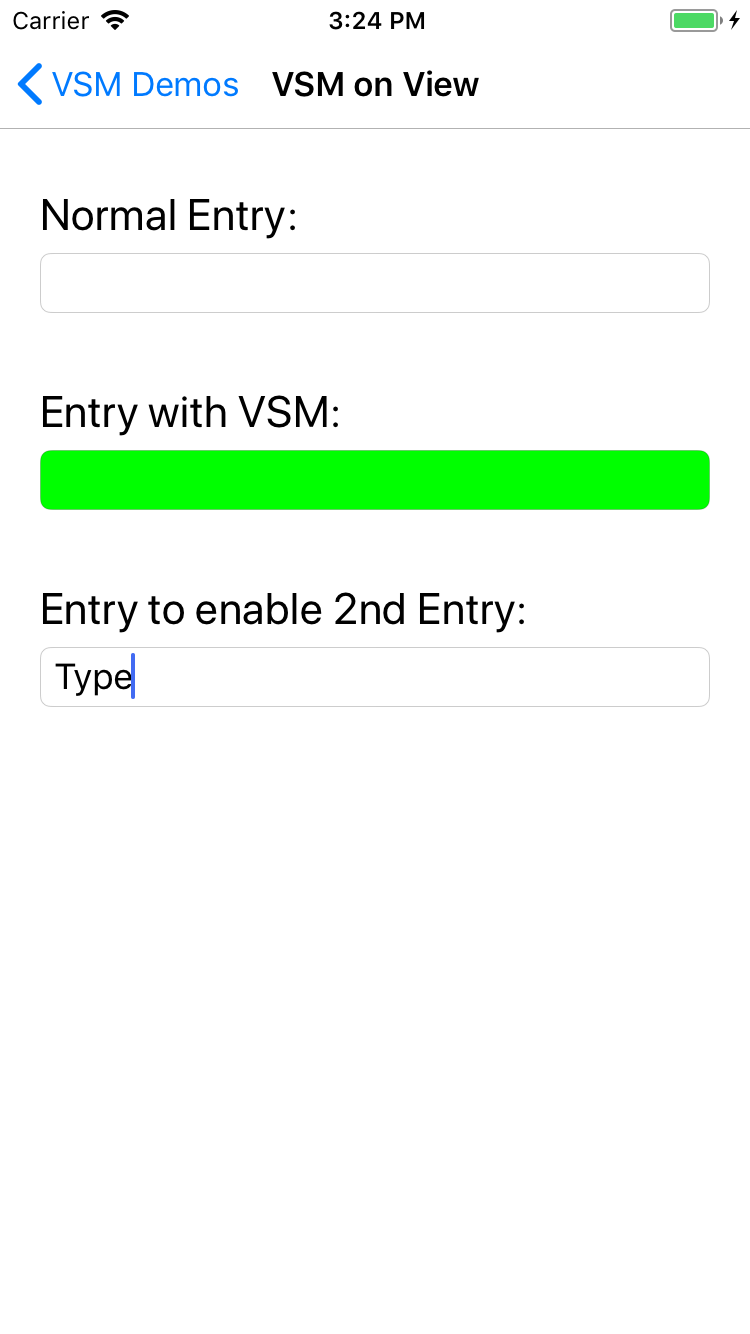 Carrier 3:24 PM
VSM Demos VSM on View
Normal Entry:
Entry with VSM:
Entry to enable 2nd Entry:
Type